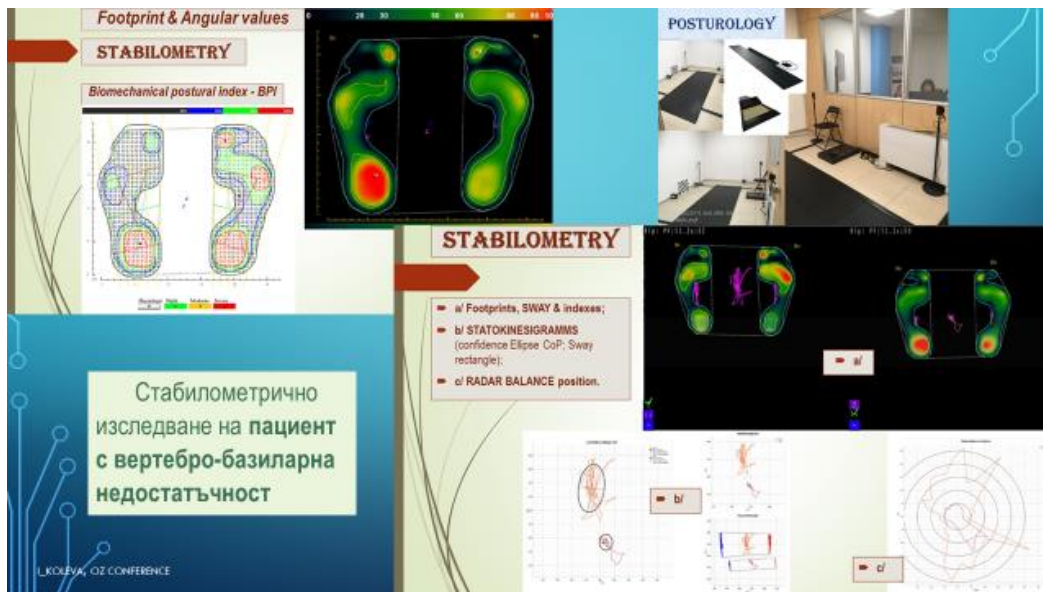 Footprint & Angular values
STABILOMETRY
Biomechanical postural index - BPI
POSTUROLOGY
STABILOMETRY
a/ Footprints, SWAY & indexes;
b/ STATOKINESIGRAMMS
(confidence Ellipse CoP; Sway
rectangle);
c/ RADAR BALANCE position.
a/
b/
c/
Стабилометрично
изследване на пациент
с вертебро-базиларна
недостатъчност
I_KOLEVA, OZ CONFERENCE